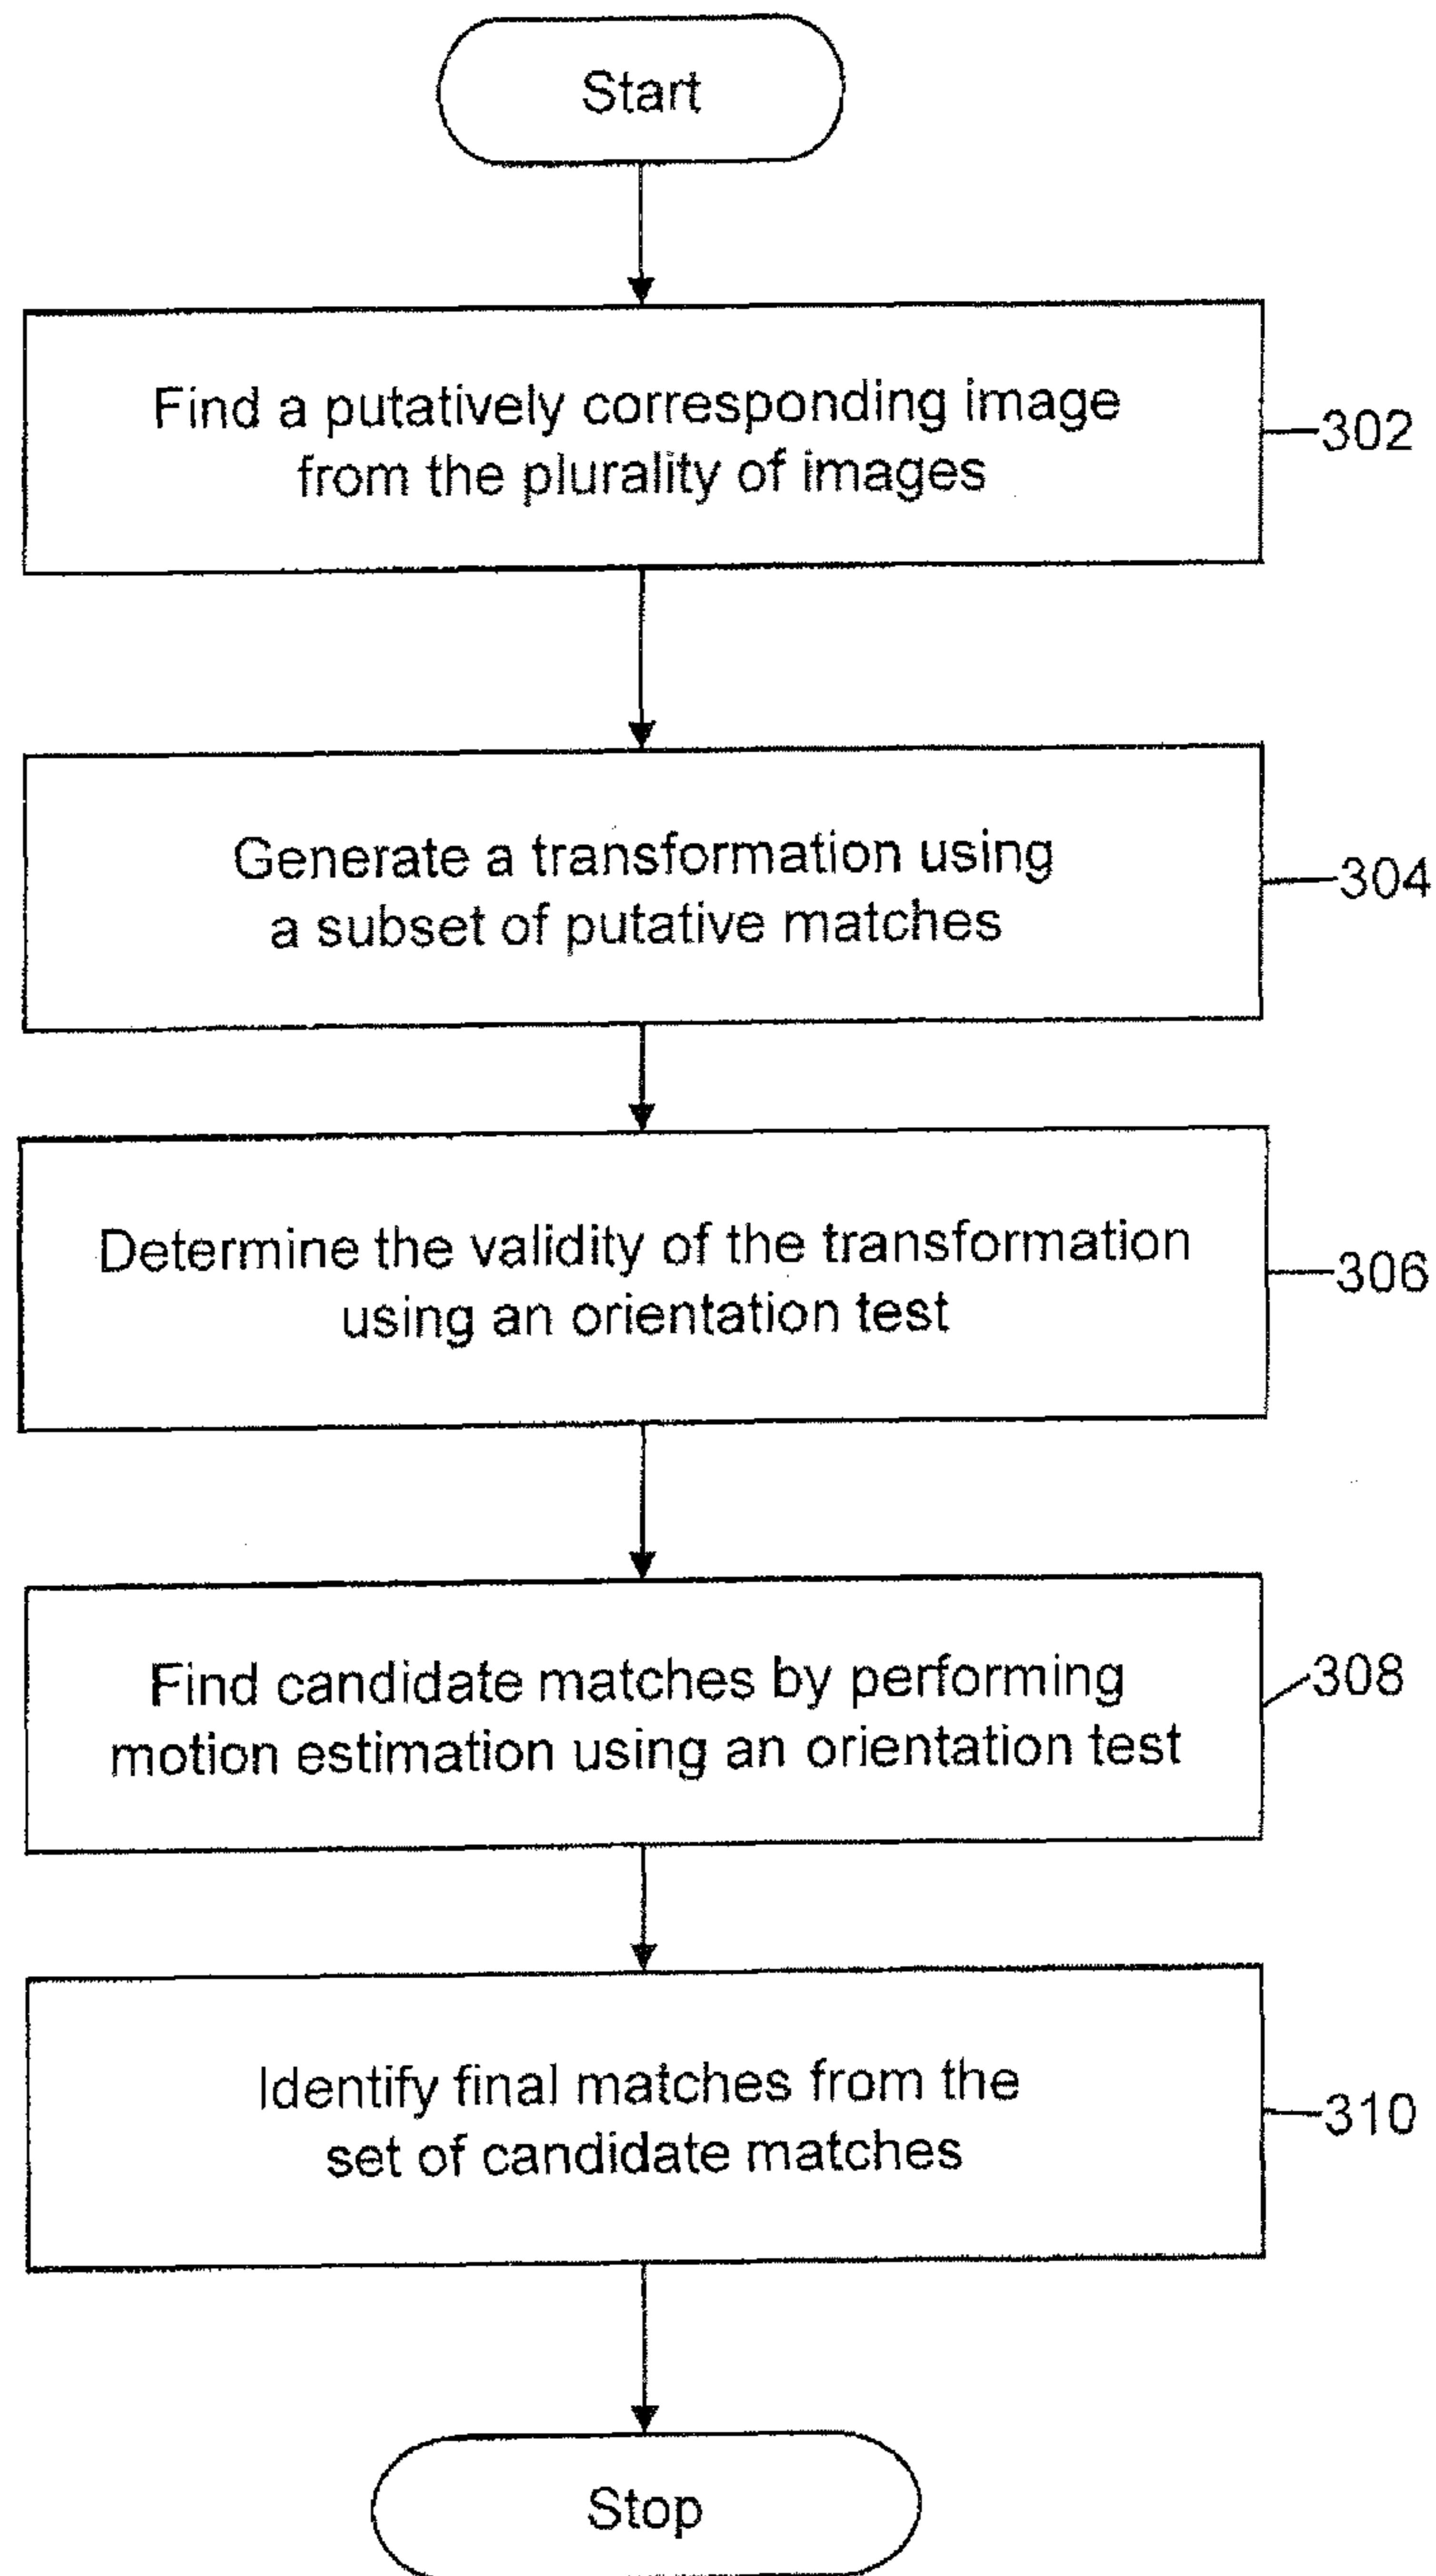 Start
Find a putatively corresponding image
from the plurality of images
302
Generate a transformation using
a subset of putative matches
304
Determine the validity of the transformation
using an orientation test
306
Find candidate matches by performing
motion estimation using an orientation test
308
Identify final matches from the
set of candidate matches
310
Stop